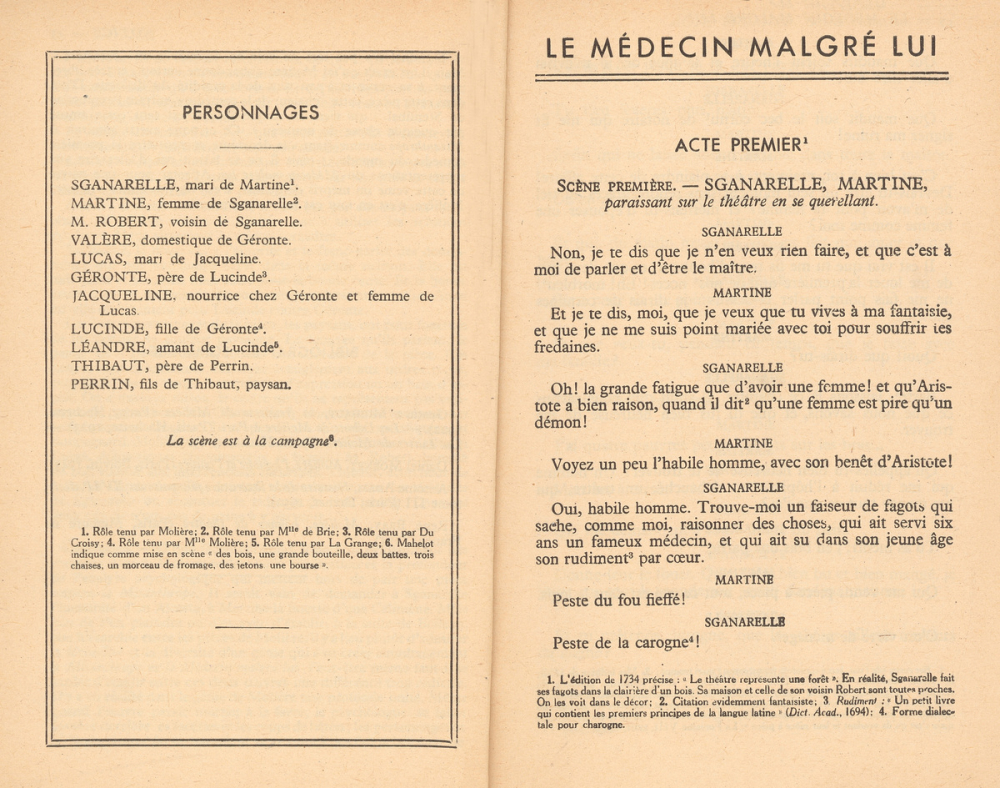 PERSONNAGES
SGANARELLE, mari de Martine¹.
MARTINE, femme de Sganarelle².
M. ROBERT, voisin de Sganarelle.
VALÈRE, domestique de Géronte.
LUCAS, mari de Jacqueline.
GÉRONTE, père de Lucinde³.
JACQUELINE, nourrice chez Géronte et femme de
Lucas.
LUCINDE, fille de Géronte⁴.
LÉANDRE, amant de Lucinde⁵.
THIBAUT, père de Perrin.
PERRIN, fils de Thibaut, paysan.
La scène est à la campagne⁶.
1. Rôle tenu par Molière; 2. Rôle tenu par Mˡˡᵉ de Brie; 3. Rôle tenu par Du
Croisy; 4. Rôle tenu par Mˡˡᵉ Molière; 5. Rôle tenu par La Grange; 6. Mahelot
indique comme mise en scène « des bois, une grande bouteille, deux battes, trois
chaises, un morceau de fromage, des jetons, une bourse ».
LE MÉDECIN MALGRÉ LUI
ACTE PREMIER¹
SCÈNE PREMIÈRE. — SGANARELLE, MARTINE,
paraissant sur le théâtre en se querellant.
SGANARELLE
Non, je te dis que je n'en veux rien faire, et que c'est à
moi de parler et d'être le maître.
MARTINE
Et je te dis, moi, que je veux que tu vives à ma fantaisie,
et que je ne me suis point mariée avec toi pour souffrir tes
fredaines.
SGANARELLE
Oh! la grande fatigue que d'avoir une femme! et qu'Aris-
tote a bien raison, quand il dit² qu'une femme est pire qu'un
démon!
MARTINE
Voyez un peu l'habile homme, avec son benêt d'Aristote!
SGANARELLE
Oui, habile homme. Trouve-moi un faiseur de fagots qui
sache, comme moi, raisonner des choses, qui ait servi six
ans un fameux médecin, et qui ait su dans son jeune âge
son rudiment³ par cœur.
MARTINE
Peste du fou fieffé!
SGANARELLE
Peste de la carogne⁴!
1. L'édition de 1734 précise : « Le théâtre représente une forêt ». En réalité, Sganarelle fait
ses fagots dans la clairière d'un bois. Sa maison et celle de son voisin Robert sont toutes proches.
On les voit dans le décor; 2. Citation évidemment fantaisiste; 3. Rudiment : « Un petit livre
qui contient les premiers principes de la langue latine » (Dict. Acad., 1694); 4. Forme dialec-
tale pour charogne.